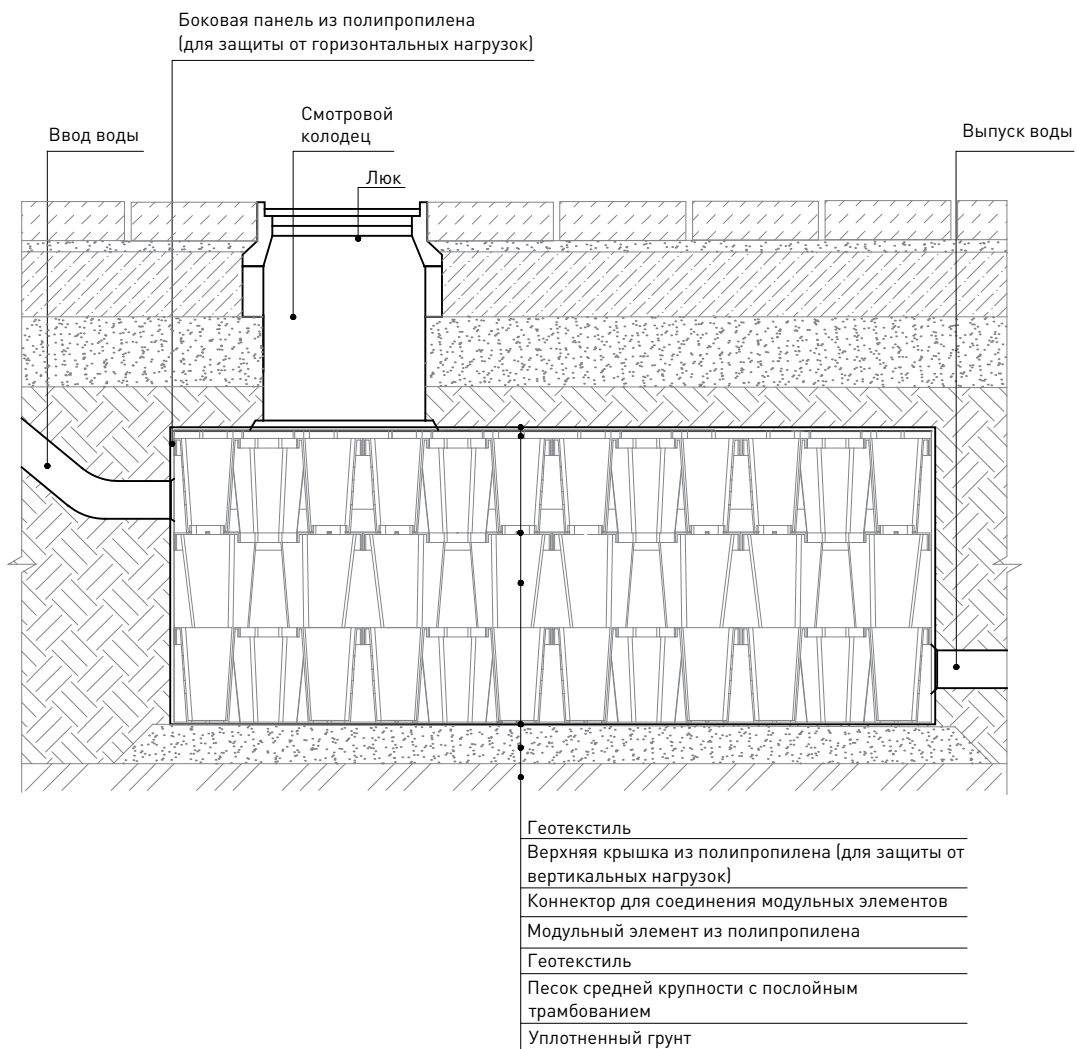 Боковая панель из полипропилена
(для защиты от горизонтальных нагрузок)
Смотровой
колодец
Ввод воды
Выпуск воды
Люк
Геотекстиль
Верхняя крышка из полипропилена (для защиты от
вертикальных нагрузок)
Коннектор для соединения модульных элементов
Модульный элемент из полипропилена
Геотекстиль
Песок средней крупности с послойным
трамбованием
Уплотненный грунт